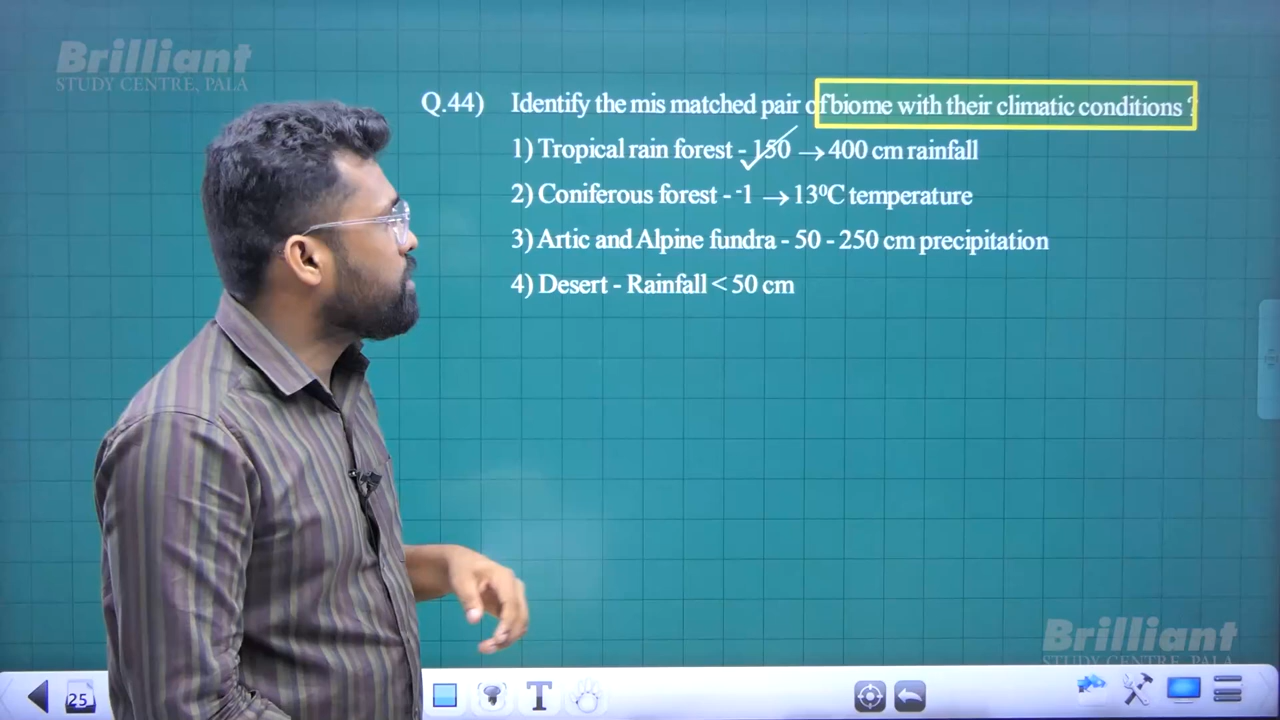 Brilliant
STUDY CENTRE, PALA
Q.44) Identify the mis matched pair of biome with their climatic conditions ?
1) Tropical rain forest - 150 → 400 cm rainfall
2) Coniferous forest - -1 → 13⁰C temperature
3) Artic and Alpine fundra - 50 - 250 cm precipitation
4) Desert - Rainfall < 50 cm
Brilliant
STUDY CENTRE, PALA
25
T